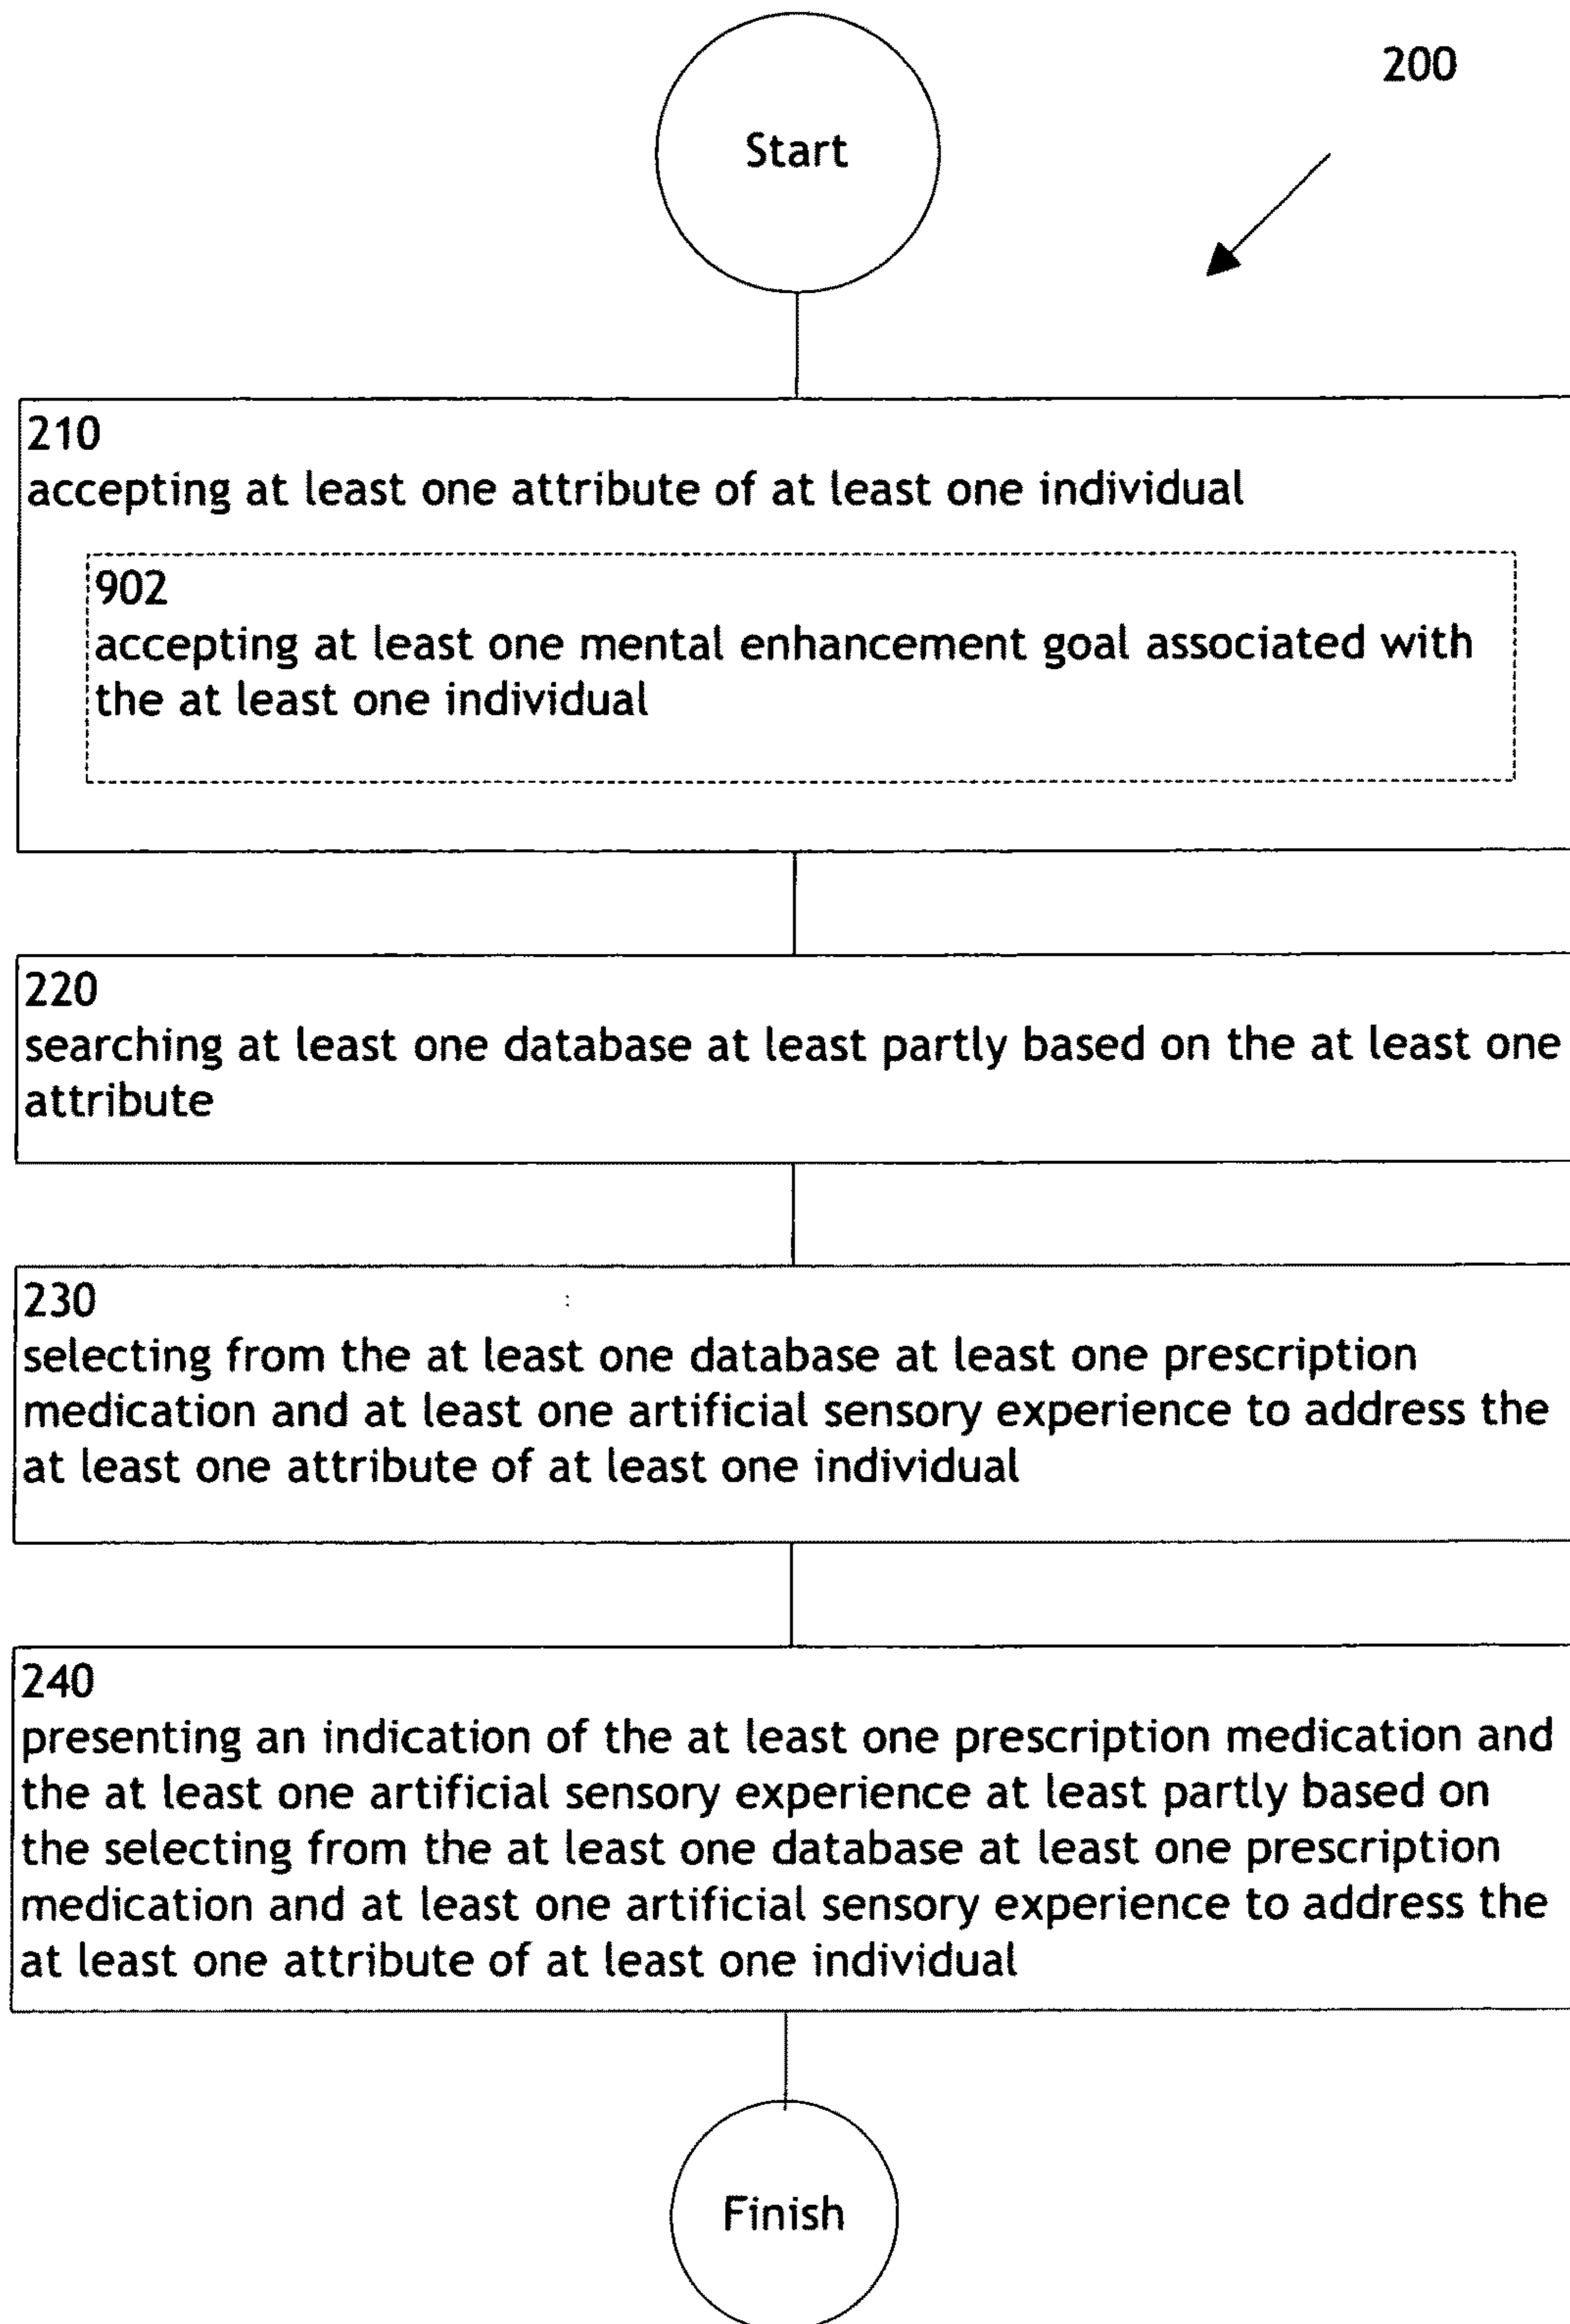 Start
200
210
accepting at least one attribute of at least one individual
902
accepting at least one mental enhancement goal associated with
the at least one individual
220
searching at least one database at least partly based on the at least one
attribute
230
selecting from the at least one database at least one prescription
medication and at least one artificial sensory experience to address the
at least one attribute of at least one individual
240
presenting an indication of the at least one prescription medication and
the at least one artificial sensory experience at least partly based on
the selecting from the at least one database at least one prescription
medication and at least one artificial sensory experience to address the
at least one attribute of at least one individual
Finish